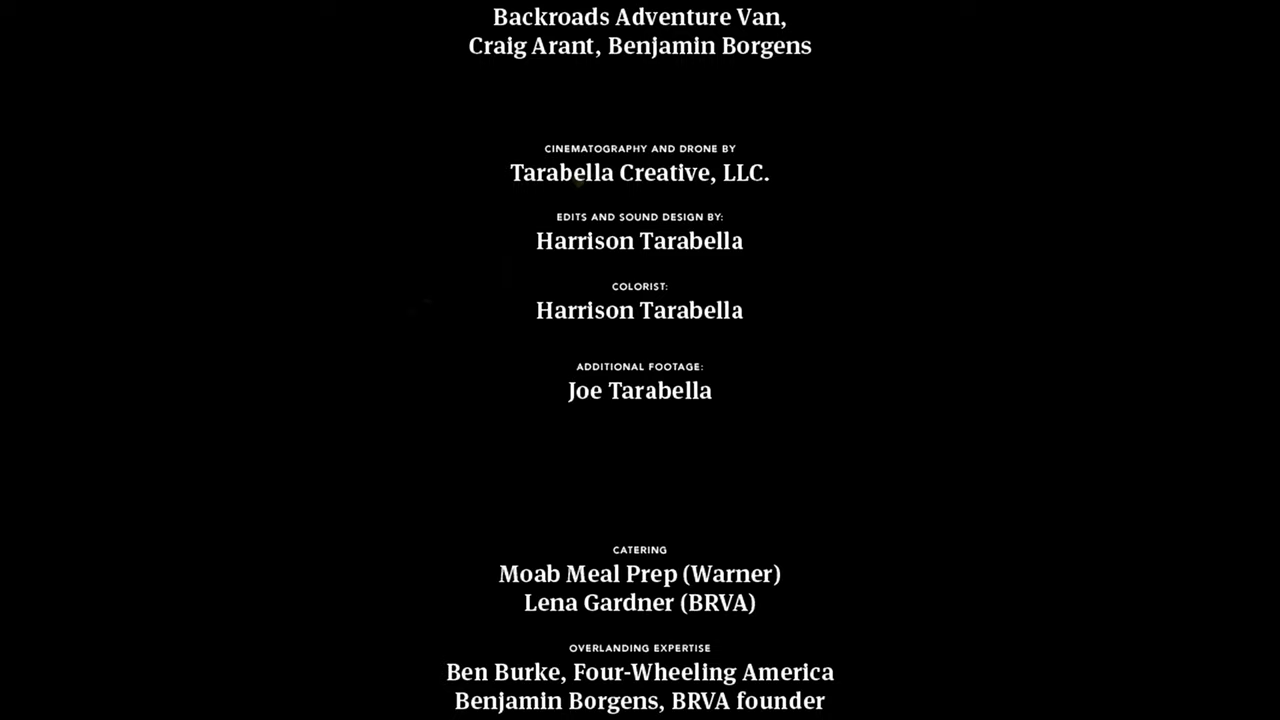 Backroads Adventure Van,
Craig Arant, Benjamin Borgens
CINEMATOGRAPHY AND DRONE BY
Tarabella Creative, LLC.
EDITS AND SOUND DESIGN BY:
Harrison Tarabella
COLORIST:
Harrison Tarabella
ADDITIONAL FOOTAGE:
Joe Tarabella
CATERING
Moab Meal Prep (Warner)
Lena Gardner (BRVA)
OVERLANDING EXPERTISE
Ben Burke, Four-Wheeling America
Benjamin Borgens, BRVA founder